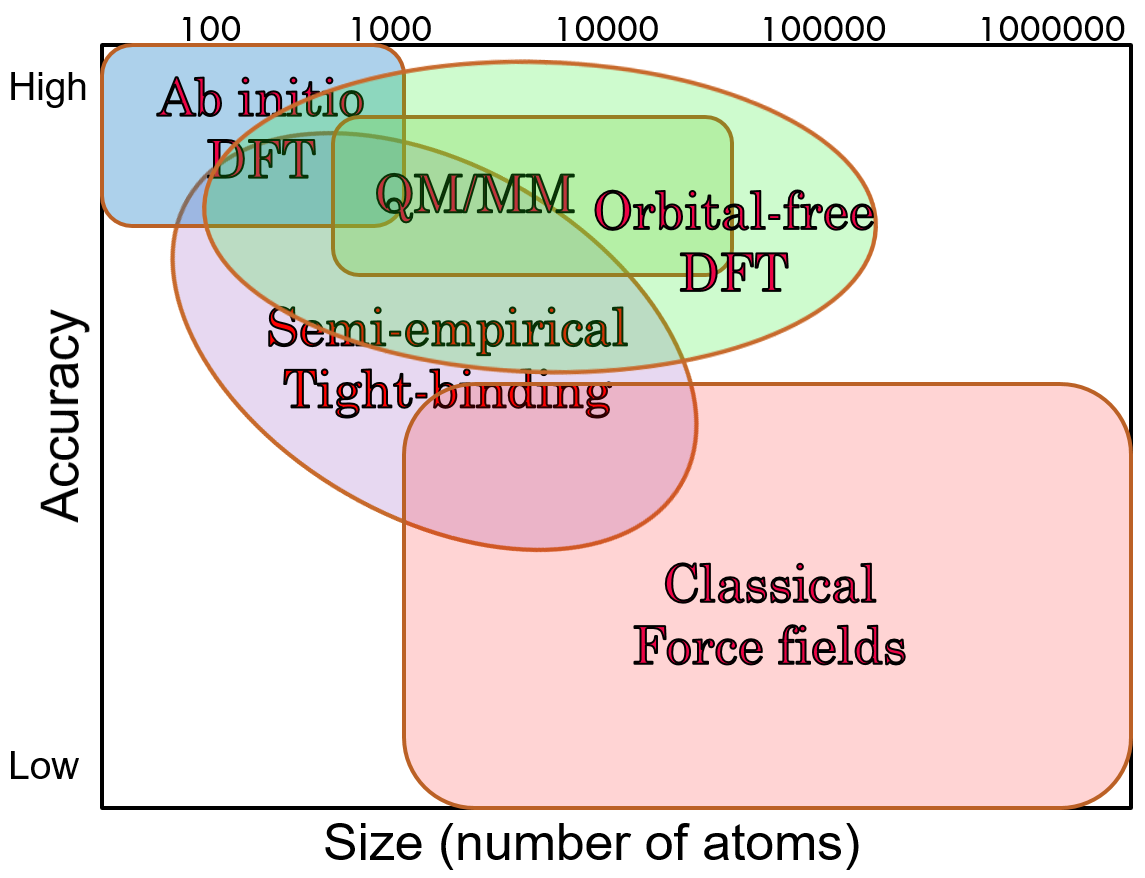 100 1000 10000 100000 1000000
High
Ab initio
DFT
QM/MM
Orbital-free
DFT
Semi-empirical
Tight-binding
Accuracy
Classical
Force fields
Low
Size (number of atoms)